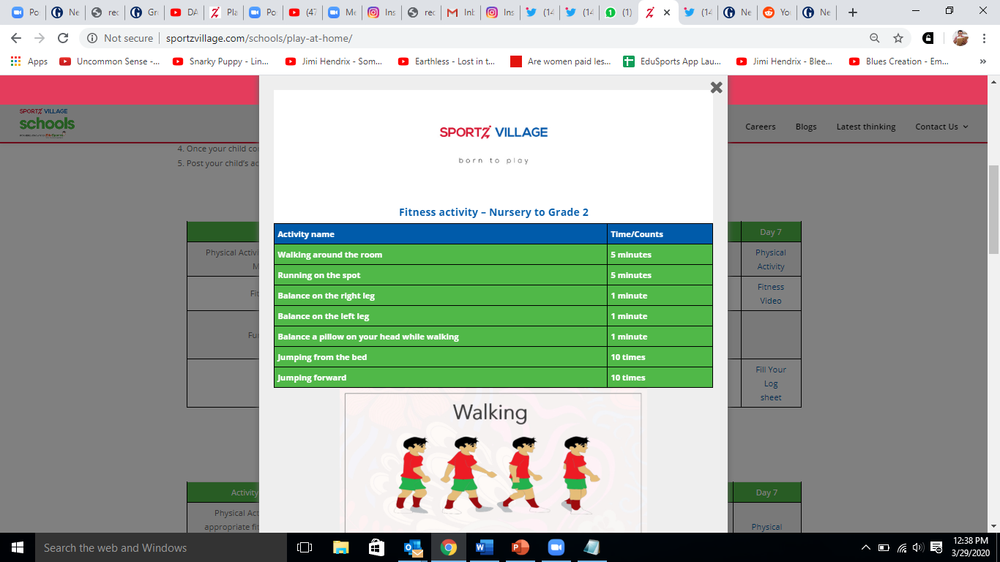 Po
Ne
rec
Gr
DA
Pla
Po
(47
Me
Ins
rec
Inb
Ins
(14
(14
(1)
(14
Ne
You
Ne
Not secure | sportzvillage.com/schools/play-at-home/
Apps Uncommon Sense -... Snarky Puppy - Lin... Jimi Hendrix - Som... Earthless - Lost in t... Are women paid les... EduSports App Lau... Jimi Hendrix - Blee... Blues Creation - Em... »
SPORTZ VILLAGE
schools
Careers Blogs Latest thinking Contact Us
4. Once your child co
5. Post your child's ac
SPORTZ VILLAGE
born to play
Fitness activity – Nursery to Grade 2
Activity name Time/Counts
Walking around the room 5 minutes
Running on the spot 5 minutes
Balance on the right leg 1 minute
Balance on the left leg 1 minute
Balance a pillow on your head while walking 1 minute
Jumping from the bed 10 times
Jumping forward 10 times
Walking
Day 7
Physical Activi
M
Physical
Activity
Fit
Fitness
Video
Fu
Fill Your
Log
sheet
Activity
Day 7
Physical Act
appropriate fit
Physical
Search the web and Windows
12:38 PM
3/29/2020